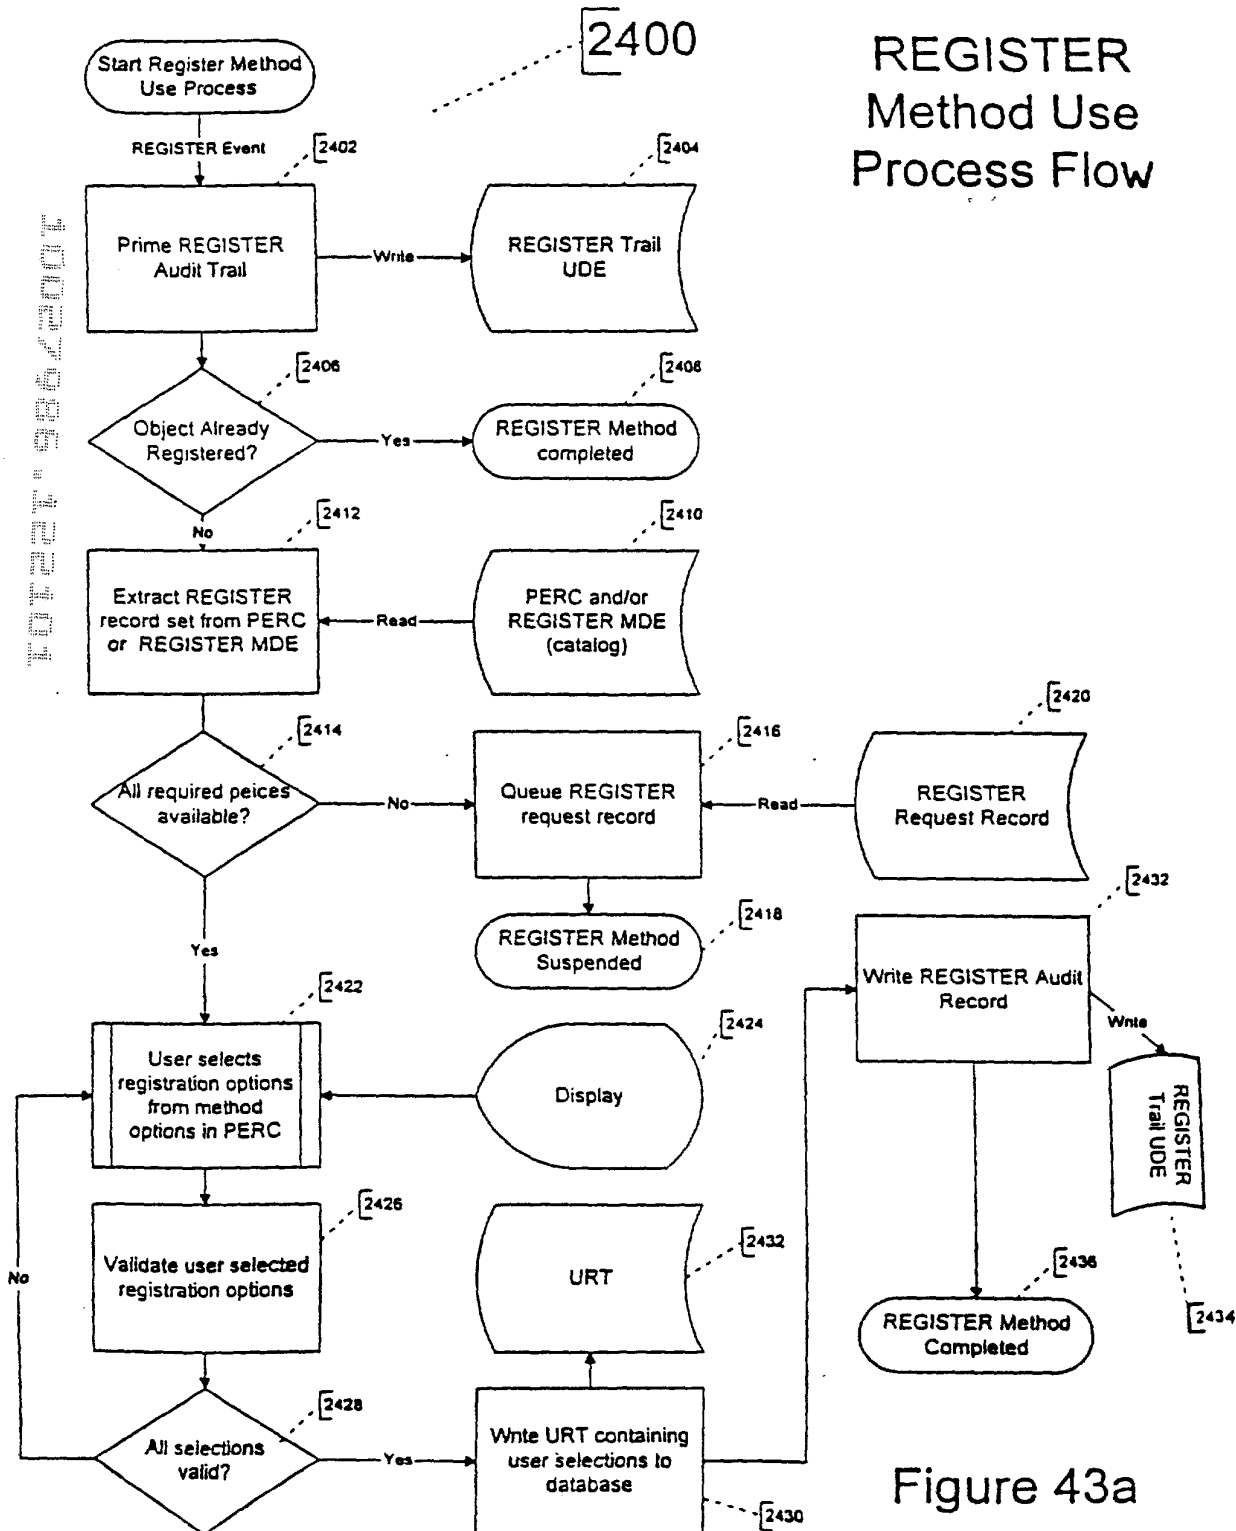 2400
REGISTER
Method Use
Process Flow
Start Register Method
Use Process
REGISTER Event
2402
2404
Prime REGISTER
Audit Trail
Write
REGISTER Trail
UDE
2406
2408
Object Already
Registered?
Yes
REGISTER Method
completed
No
2412
2410
Extract REGISTER
record set from PERC
or REGISTER MDE
Read
PERC and/or
REGISTER MDE
(catalog)
2414
2416
2420
All required peices
available?
No
Queue REGISTER
request record
Read
REGISTER
Request Record
2418
REGISTER Method
Suspended
2432
Write REGISTER Audit
Record
Write
REGISTER
Trail UDE
2434
2436
REGISTER Method
Completed
Yes
2422
2424
User selects
registration options
from method
options in PERC
Display
2426
2432
Validate user selected
registration options
URT
No
2428
All selections
valid?
Yes
Write URT containing
user selections to
database
2430
Figure 43a
10027986.122101